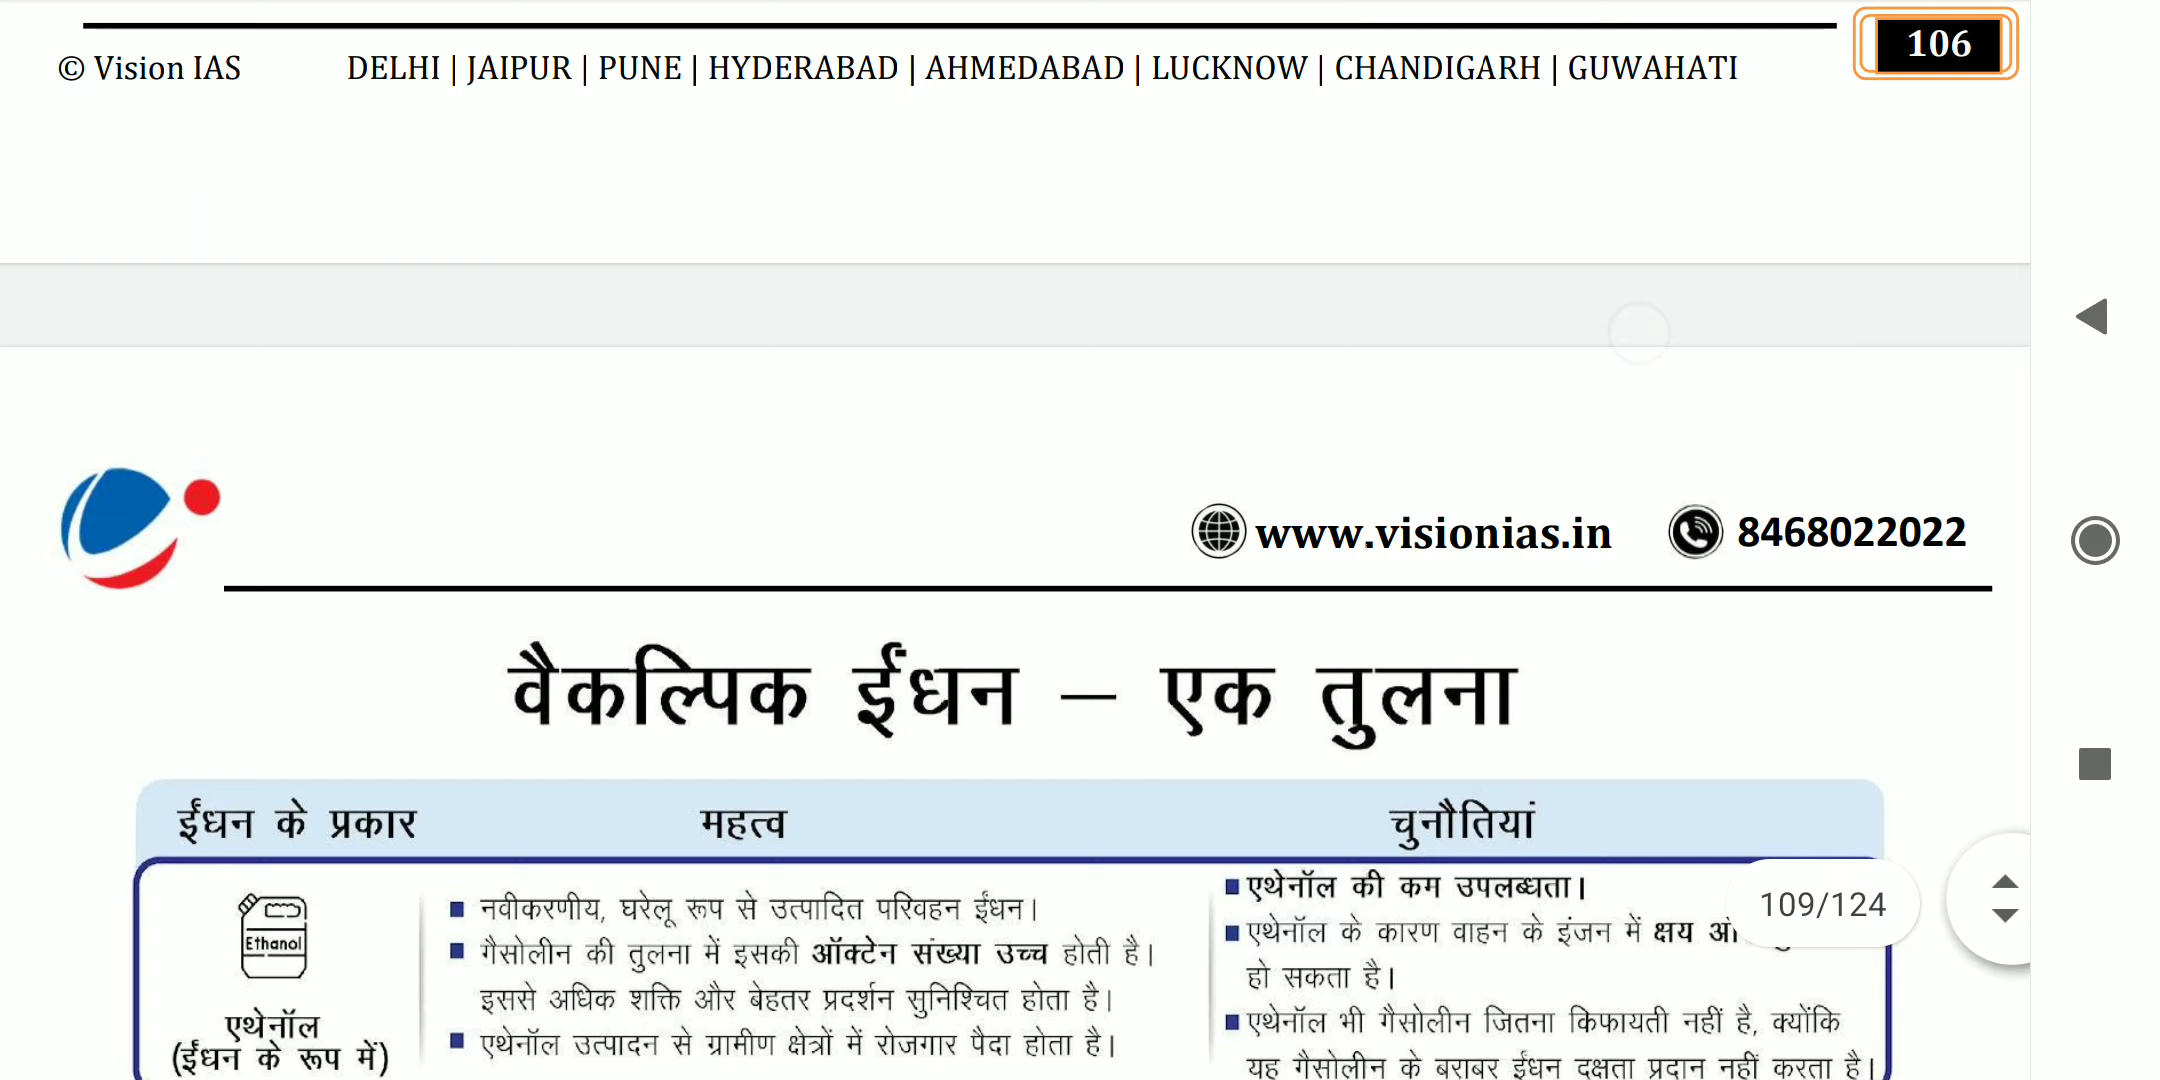 © Vision IAS DELHI | JAIPUR | PUNE | HYDERABAD | AHMEDABAD | LUCKNOW | CHANDIGARH | GUWAHATI 106
www.visionias.in 8468022022
वैकल्पिक ईंधन – एक तुलना
ईंधन के प्रकार महत्व चुनौतियां
Ethanol
एथेनॉल
(ईंधन के रूप में)
■ नवीकरणीय, घरेलू रूप से उत्पादित परिवहन ईंधन।
■ गैसोलीन की तुलना में इसकी ऑक्टेन संख्या उच्च होती है।
इससे अधिक शक्ति और बेहतर प्रदर्शन सुनिश्चित होता है।
■ एथेनॉल उत्पादन से ग्रामीण क्षेत्रों में रोजगार पैदा होता है।
■ एथेनॉल की कम उपलब्धता।
■ एथेनॉल के कारण वाहन के इंजन में क्षय
हो सकता है।
■ एथेनॉल भी गैसोलीन जितना किफायती नहीं है, क्योंकि
यह गैसोलीन के बराबर ईंधन दक्षता प्रदान नहीं करता है।
109/124